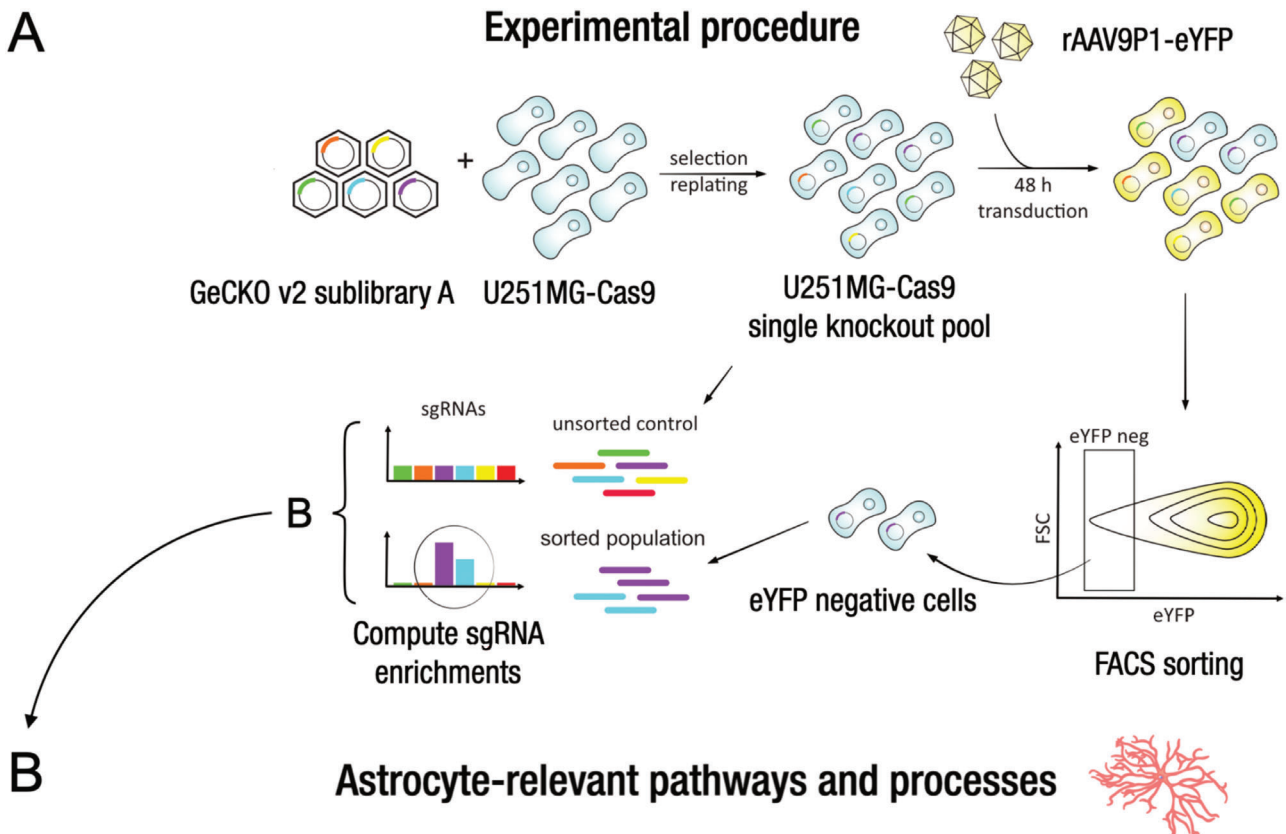 A
Experimental procedure
rAAV9P1-eYFP
+
selection
replating
48 h
transduction
GeCKO v2 sublibrary A
U251MG-Cas9
U251MG-Cas9
single knockout pool
sgRNAs
unsorted control
eYFP neg
B
FSC
sorted population
eYFP negative cells
eYFP
Compute sgRNA
enrichments
FACS sorting
B
Astrocyte-relevant pathways and processes